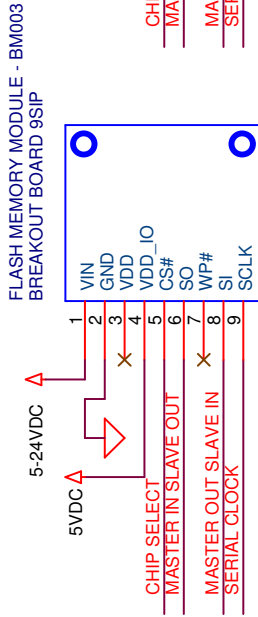 FLASH MEMORY MODULE - BM003
BREAKOUT BOARD 9SIP
5-24VDC
5VDC
1 VIN
2 GND
3 VDD
4 VDD_IO
5 CS#
6 SO
7 WP#
8 SI
9 SCLK
CHIP SELECT
MASTER IN SLAVE OUT
MASTER OUT SLAVE IN
SERIAL CLOCK
MA
MA